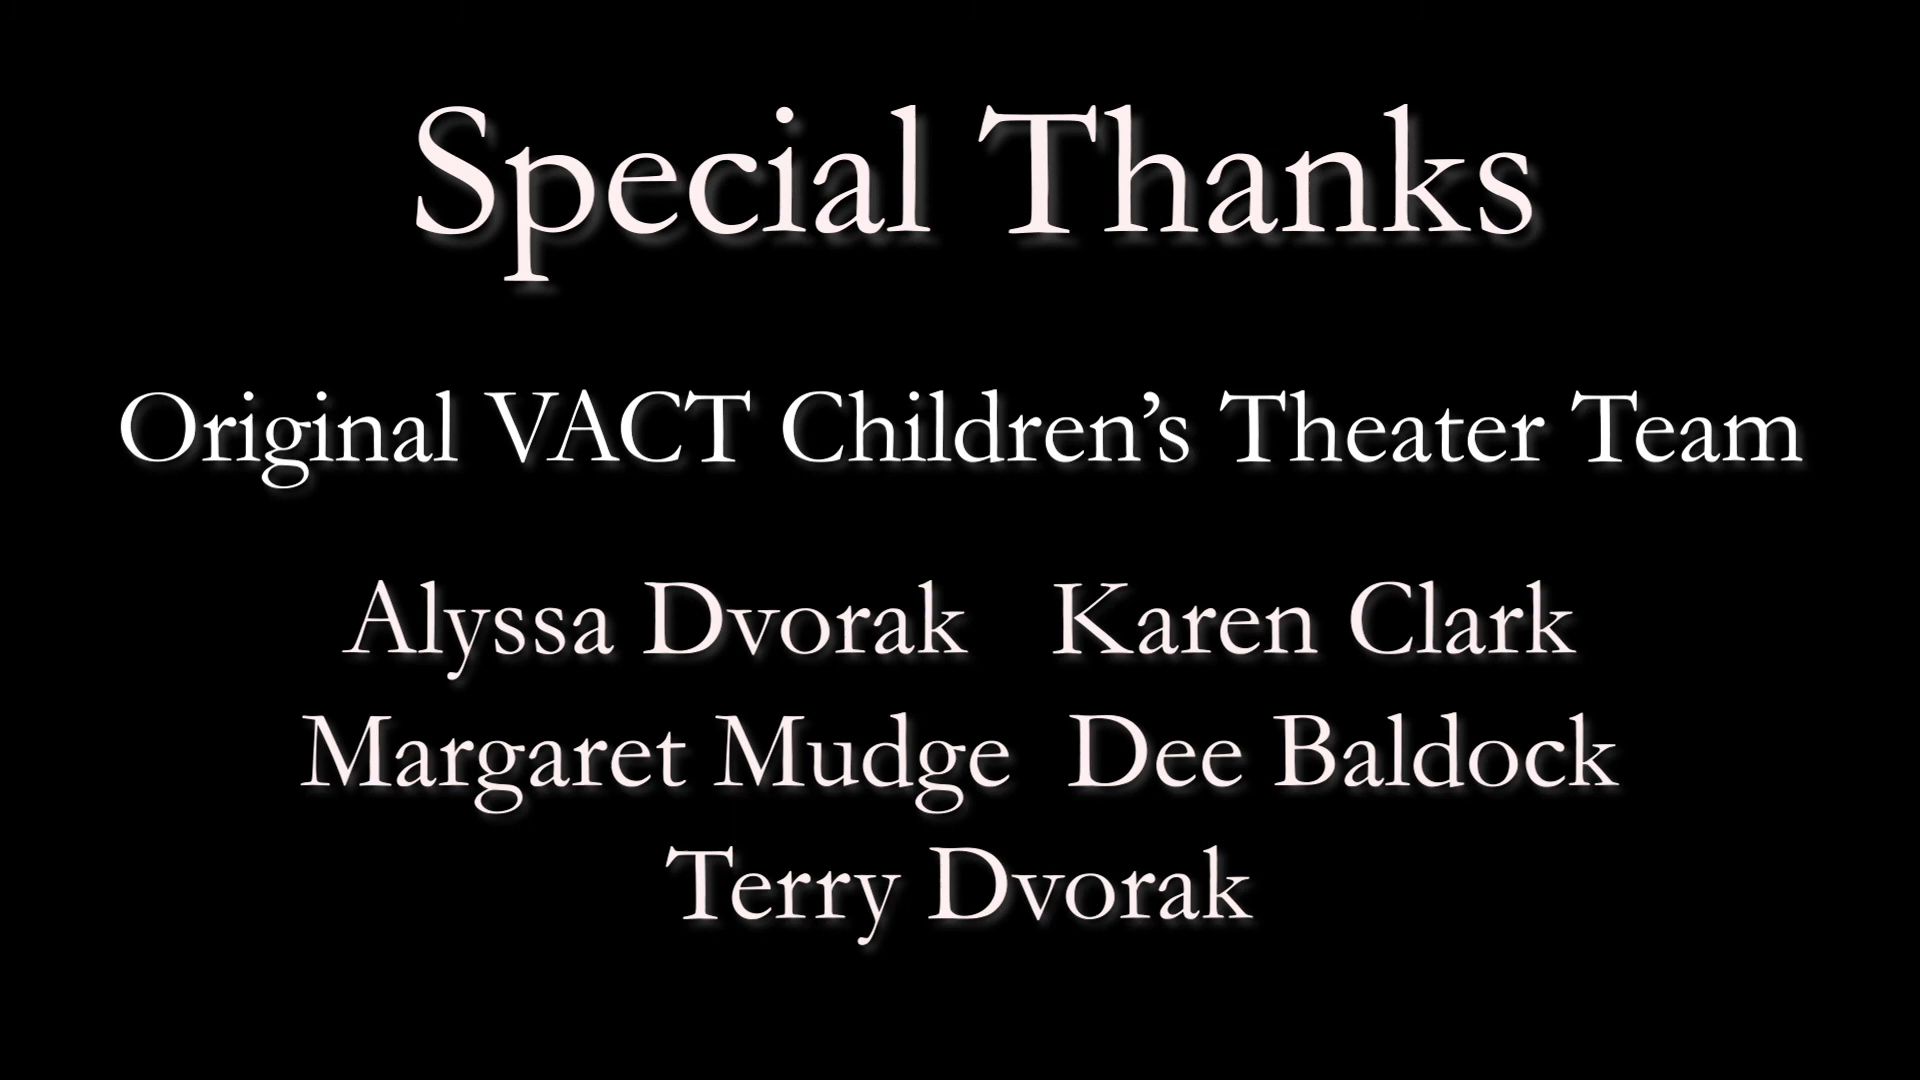 Special Thanks
Original VACT Children’s Theater Team
Alyssa Dvorak Karen Clark
Margaret Mudge Dee Baldock
Terry Dvorak